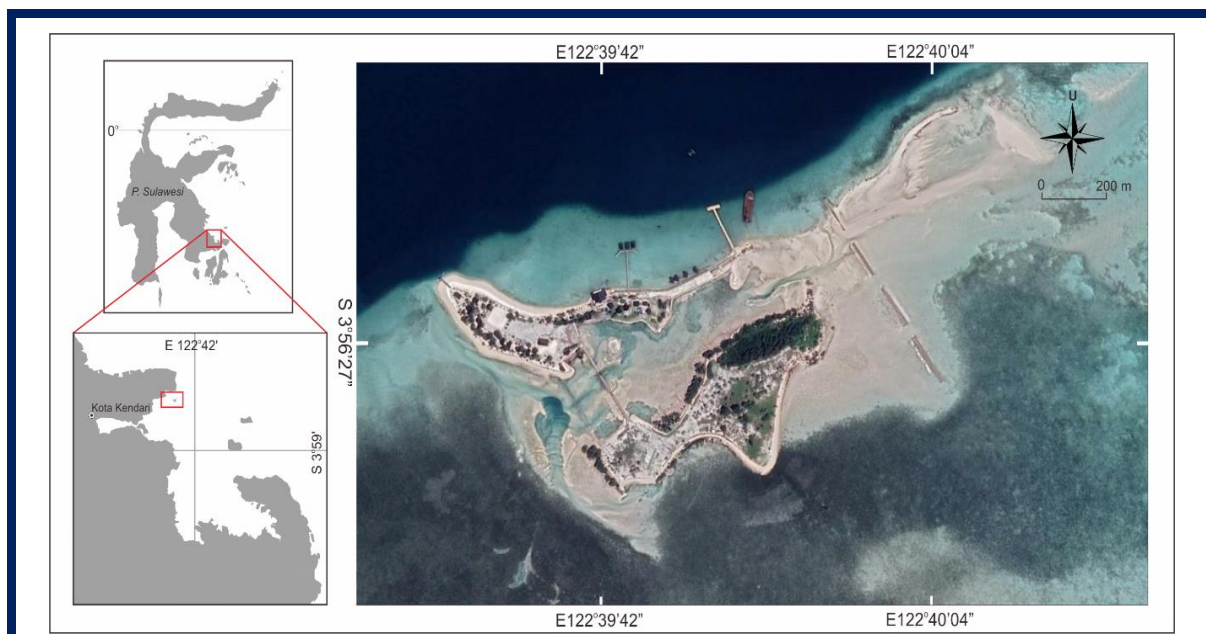 E122°39'42”
E122°40'04”
0°
P. Sulawesi
U
0 200 m
S 3°56'27”
E 122°42'
Kota Kendari
S 3°59'
E122°39'42”
E122°40'04”